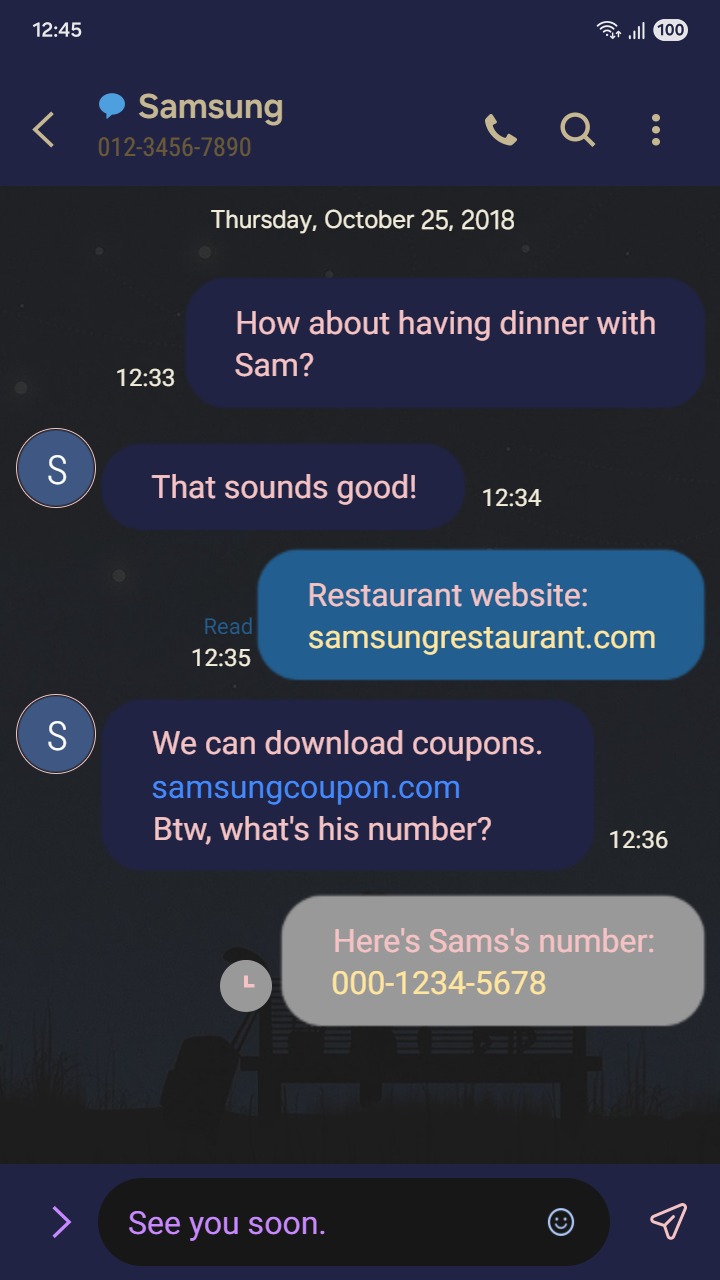 12:45
100
Samsung
012-3456-7890
Thursday, October 25, 2018
How about having dinner with
Sam?
12:33
S
That sounds good!
12:34
Restaurant website:
samsungrestaurant.com
Read
12:35
S
We can download coupons.
samsungcoupon.com
Btw, what's his number?
12:36
Here's Sams's number:
000-1234-5678
See you soon.